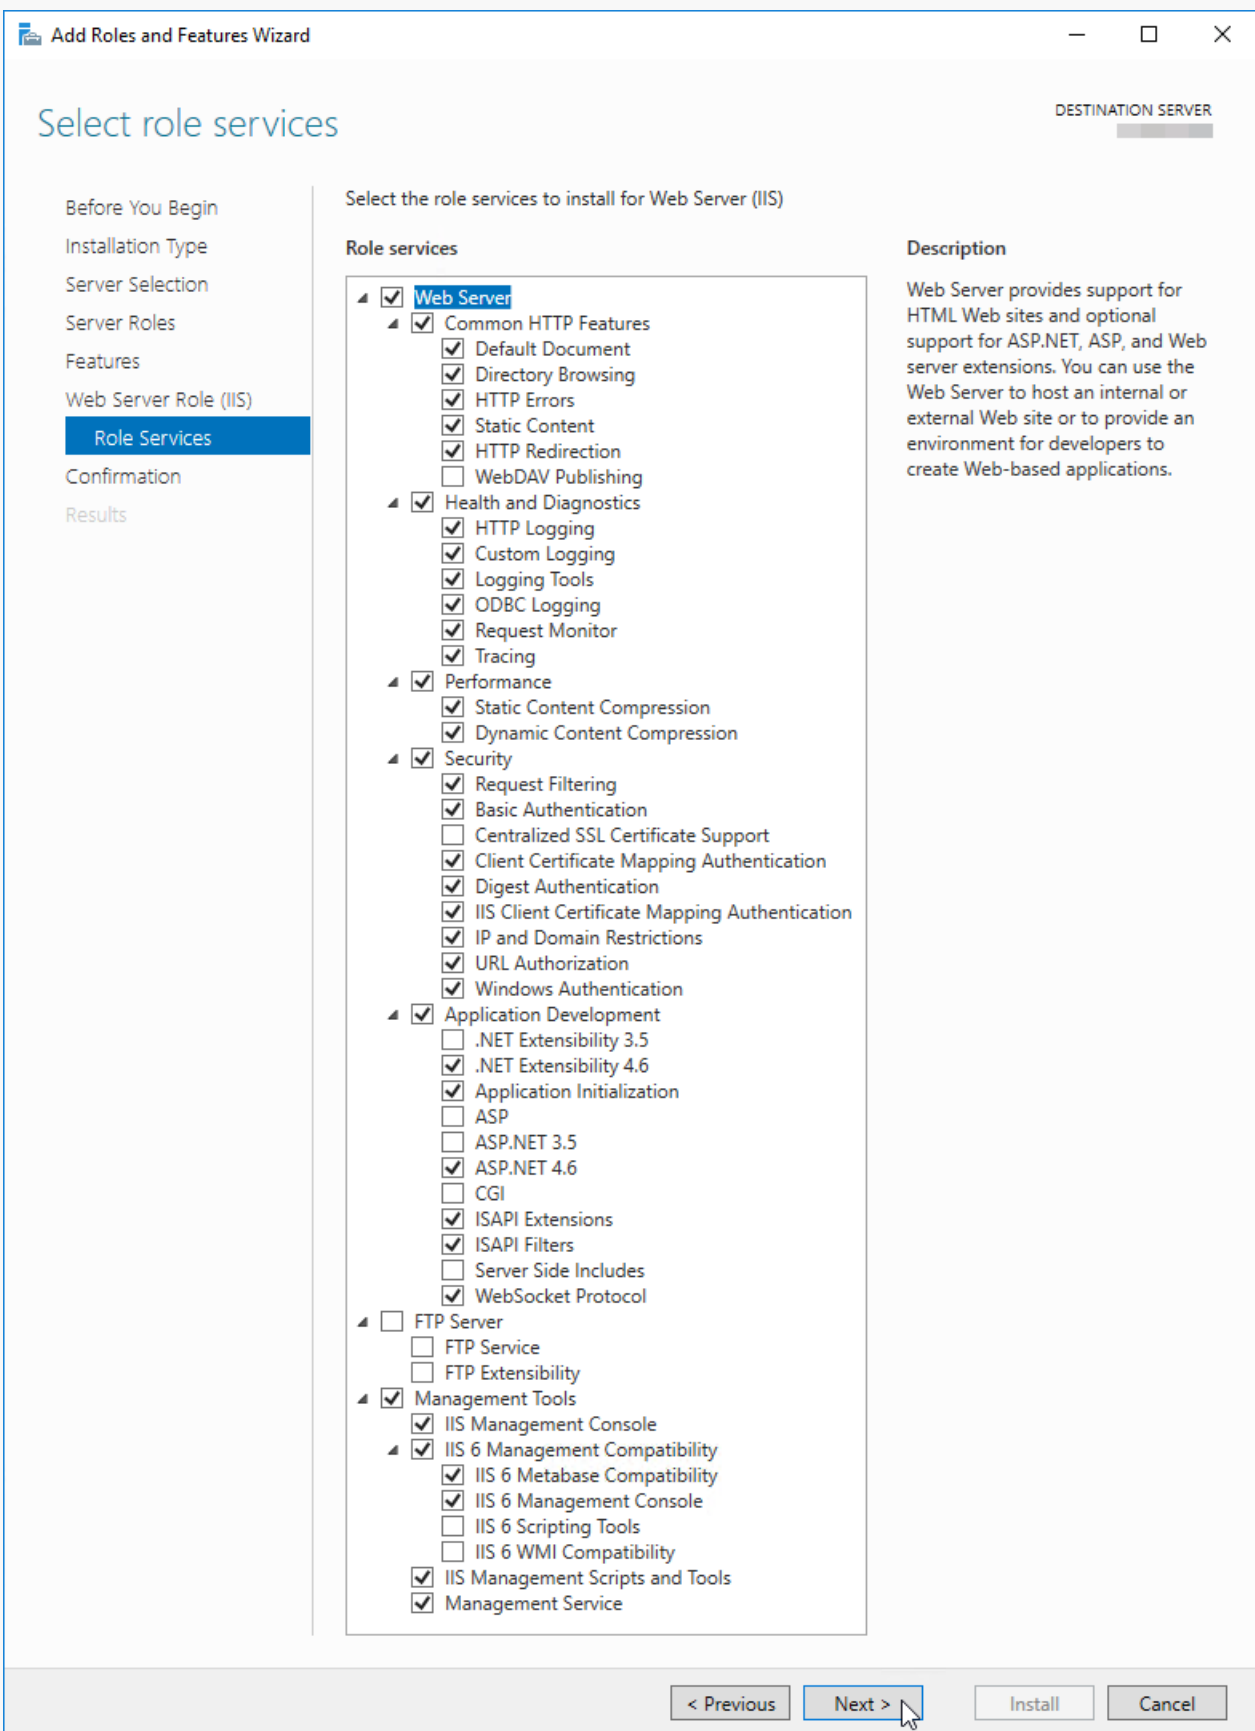 Add Roles and Features Wizard
Select role services
DESTINATION SERVER
Before You Begin
Installation Type
Server Selection
Server Roles
Features
Web Server Role (IIS)
Role Services
Confirmation
Results
Select the role services to install for Web Server (IIS)
Role services
Web Server
Common HTTP Features
Default Document
Directory Browsing
HTTP Errors
Static Content
HTTP Redirection
WebDAV Publishing
Health and Diagnostics
HTTP Logging
Custom Logging
Logging Tools
ODBC Logging
Request Monitor
Tracing
Performance
Static Content Compression
Dynamic Content Compression
Security
Request Filtering
Basic Authentication
Centralized SSL Certificate Support
Client Certificate Mapping Authentication
Digest Authentication
IIS Client Certificate Mapping Authentication
IP and Domain Restrictions
URL Authorization
Windows Authentication
Application Development
.NET Extensibility 3.5
.NET Extensibility 4.6
Application Initialization
ASP
ASP.NET 3.5
ASP.NET 4.6
CGI
ISAPI Extensions
ISAPI Filters
Server Side Includes
WebSocket Protocol
FTP Server
FTP Service
FTP Extensibility
Management Tools
IIS Management Console
IIS 6 Management Compatibility
IIS 6 Metabase Compatibility
IIS 6 Management Console
IIS 6 Scripting Tools
IIS 6 WMI Compatibility
IIS Management Scripts and Tools
Management Service
Description
Web Server provides support for
HTML Web sites and optional
support for ASP.NET, ASP, and Web
server extensions. You can use the
Web Server to host an internal or
external Web site or to provide an
environment for developers to
create Web-based applications.
< Previous
Next >
Install
Cancel